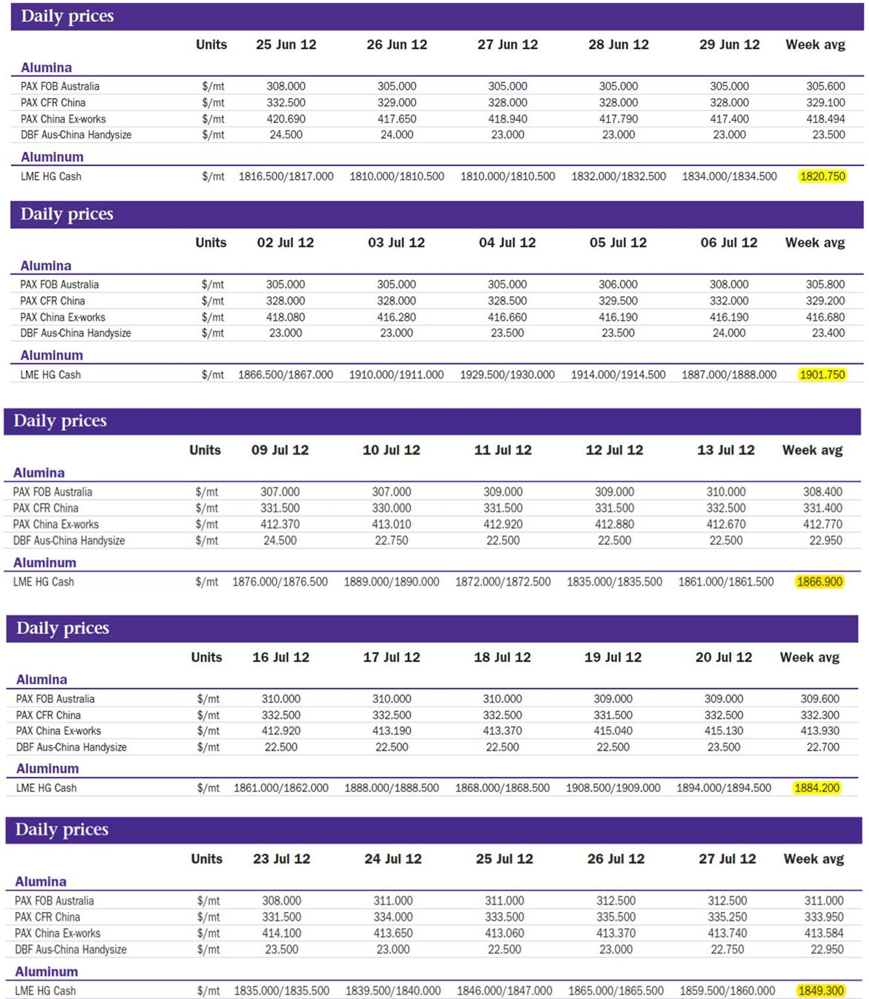 Daily prices
Units 25 Jun 12 26 Jun 12 27 Jun 12 28 Jun 12 29 Jun 12 Week avg
Alumina
PAX FOB Australia $/mt 308.000 305.000 305.000 305.000 305.000 305.600
PAX CFR China $/mt 332.500 329.000 328.000 328.000 328.000 329.100
PAX China Ex-works $/mt 420.690 417.650 418.940 417.790 417.400 418.494
DBF Aus-China Handysize $/mt 24.500 24.000 23.000 23.000 23.000 23.500
Aluminum
LME HG Cash $/mt 1816.500/1817.000 1810.000/1810.500 1810.000/1810.500 1832.000/1832.500 1834.000/1834.500 1820.750
Daily prices
Units 02 Jul 12 03 Jul 12 04 Jul 12 05 Jul 12 06 Jul 12 Week avg
Alumina
PAX FOB Australia $/mt 305.000 305.000 305.000 306.000 308.000 305.800
PAX CFR China $/mt 328.000 328.000 328.500 329.500 332.000 329.200
PAX China Ex-works $/mt 418.080 416.280 416.660 416.190 416.190 416.680
DBF Aus-China Handysize $/mt 23.000 23.000 23.500 23.500 24.000 23.400
Aluminum
LME HG Cash $/mt 1866.500/1867.000 1910.000/1911.000 1929.500/1930.000 1914.000/1914.500 1887.000/1888.000 1901.750
Daily prices
Units 09 Jul 12 10 Jul 12 11 Jul 12 12 Jul 12 13 Jul 12 Week avg
Alumina
PAX FOB Australia $/mt 307.000 307.000 309.000 309.000 310.000 308.400
PAX CFR China $/mt 331.500 330.000 331.500 331.500 332.500 331.400
PAX China Ex-works $/mt 412.370 413.010 412.920 412.880 412.670 412.770
DBF Aus-China Handysize $/mt 24.500 22.750 22.500 22.500 22.500 22.950
Aluminum
LME HG Cash $/mt 1876.000/1876.500 1889.000/1890.000 1872.000/1872.500 1835.000/1835.500 1861.000/1861.500 1866.900
Daily prices
Units 16 Jul 12 17 Jul 12 18 Jul 12 19 Jul 12 20 Jul 12 Week avg
Alumina
PAX FOB Australia $/mt 310.000 310.000 310.000 309.000 309.000 309.600
PAX CFR China $/mt 332.500 332.500 332.500 331.500 332.500 332.300
PAX China Ex-works $/mt 412.920 413.190 413.370 415.040 415.130 413.930
DBF Aus-China Handysize $/mt 22.500 22.500 22.500 22.500 23.500 22.700
Aluminum
LME HG Cash $/mt 1861.000/1862.000 1888.000/1888.500 1868.000/1868.500 1908.500/1909.000 1894.000/1894.500 1884.200
Daily prices
Units 23 Jul 12 24 Jul 12 25 Jul 12 26 Jul 12 27 Jul 12 Week avg
Alumina
PAX FOB Australia $/mt 308.000 311.000 311.000 312.500 312.500 311.000
PAX CFR China $/mt 331.500 334.000 333.500 335.500 335.250 333.950
PAX China Ex-works $/mt 414.100 413.650 413.060 413.370 413.740 413.584
DBF Aus-China Handysize $/mt 23.500 23.000 22.500 23.000 22.750 22.950
Aluminum
LME HG Cash $/mt 1835.000/1835.500 1839.500/1840.000 1846.000/1847.000 1865.000/1865.500 1859.500/1860.000 1849.300